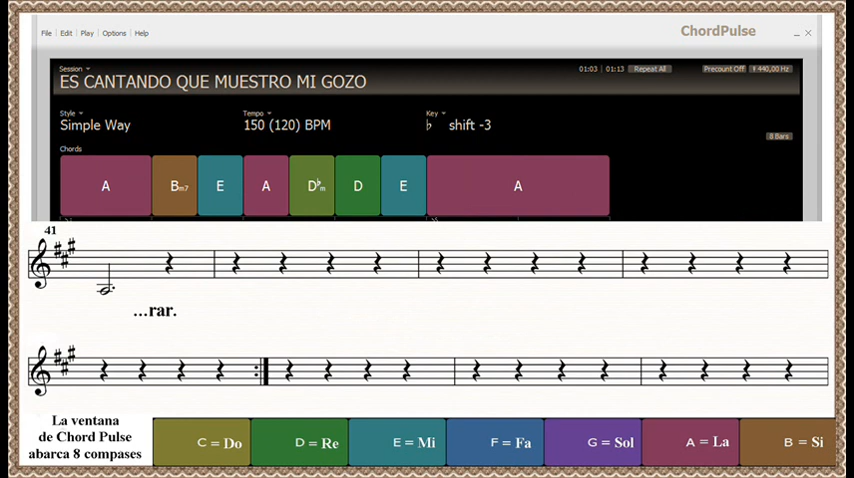 File Edit Play Options Help
ChordPulse
Session
01:03 01:13 Repeat All Precount Off 440,00 Hz
ES CANTANDO QUE MUESTRO MI GOZO
Style Tempo Key
Simple Way 150 (120) BPM ♭ shift -3
8 Bars
Chords
A Bm7 E A D♭m D E A
41
...rar.
La ventana
de Chord Pulse
abarca 8 compases
C = Do D = Re E = Mi F = Fa G = Sol A = La B = Si